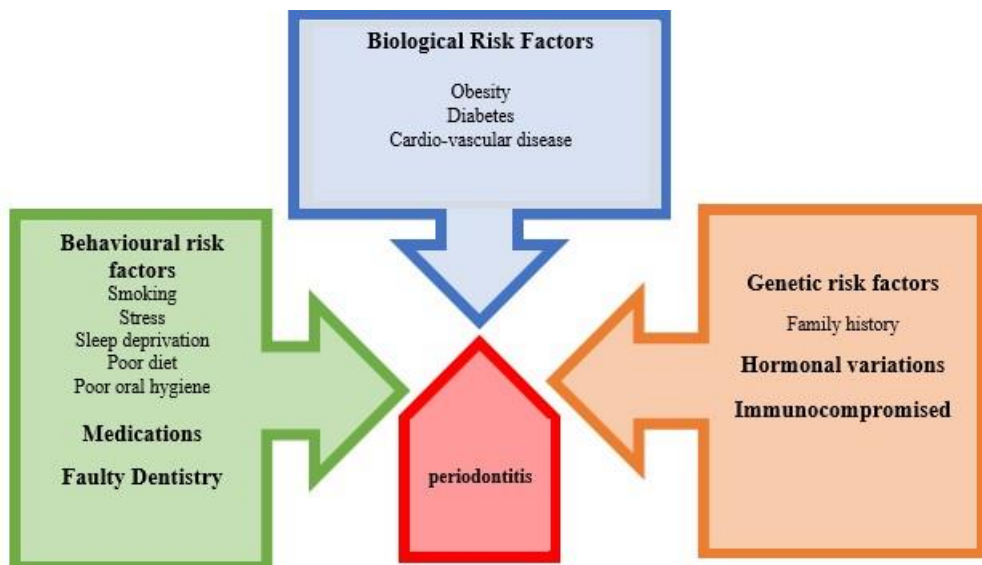 Biological Risk Factors
Obesity
Diabetes
Cardio-vascular disease
Behavioural risk
factors
Smoking
Stress
Sleep deprivation
Poor diet
Poor oral hygiene
Medications
Faulty Dentistry
Genetic risk factors
Family history
Hormonal variations
Immunocompromised
periodontitis